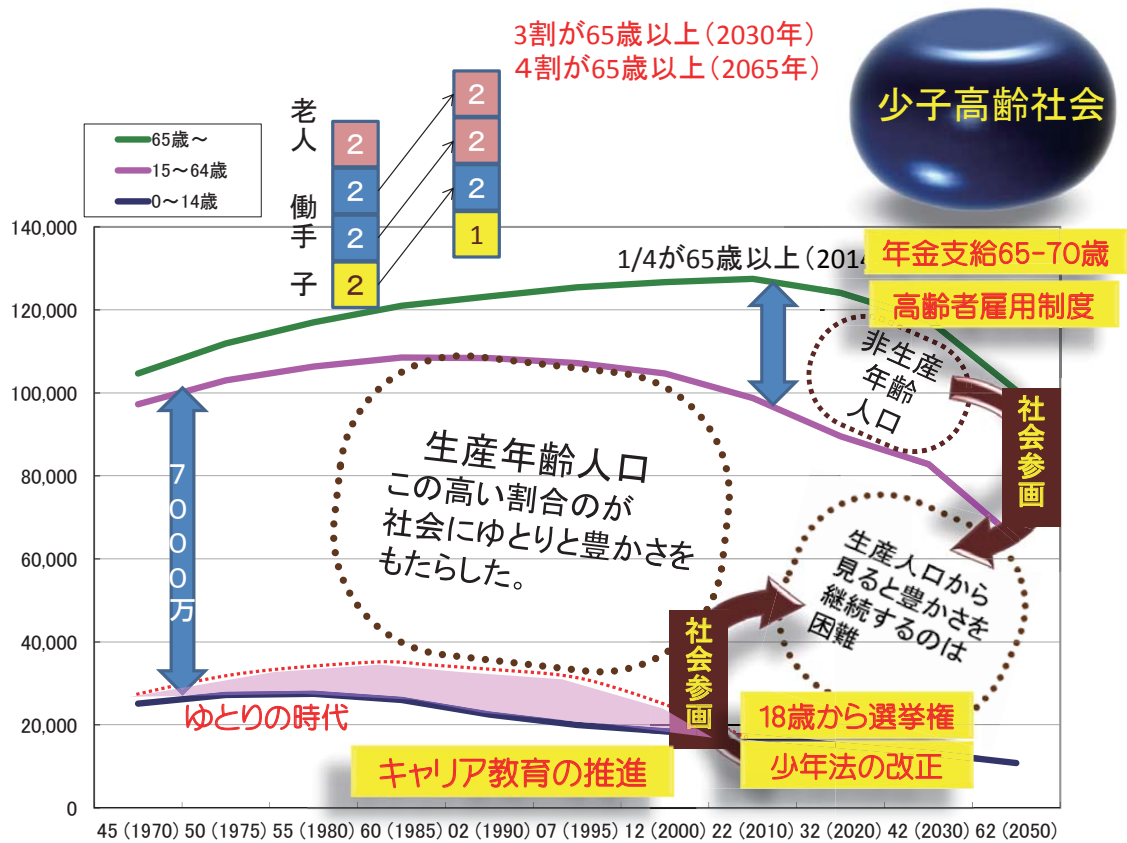 3割が65歳以上(2030年)
4割が65歳以上(2065年)
少子高齢社会
老人
働手
子
2
2
2
2
2
2
2
1
65歳～
15～64歳
0～14歳
140,000
120,000
100,000
80,000
60,000
40,000
20,000
0
1/4が65歳以上(2014
年金支給65-70歳
高齢者雇用制度
非生産
年齢
人口
社会参画
7000万
生産年齢人口
この高い割合のが
社会にゆとりと豊かさを
もたらした。
生産人口から
見ると豊かさを
継続するのは
困難
社会参画
ゆとりの時代
18歳から選挙権
キャリア教育の推進
少年法の改正
45 (1970) 50 (1975) 55 (1980) 60 (1985) 02 (1990) 07 (1995) 12 (2000) 22 (2010) 32 (2020) 42 (2030) 62 (2050)